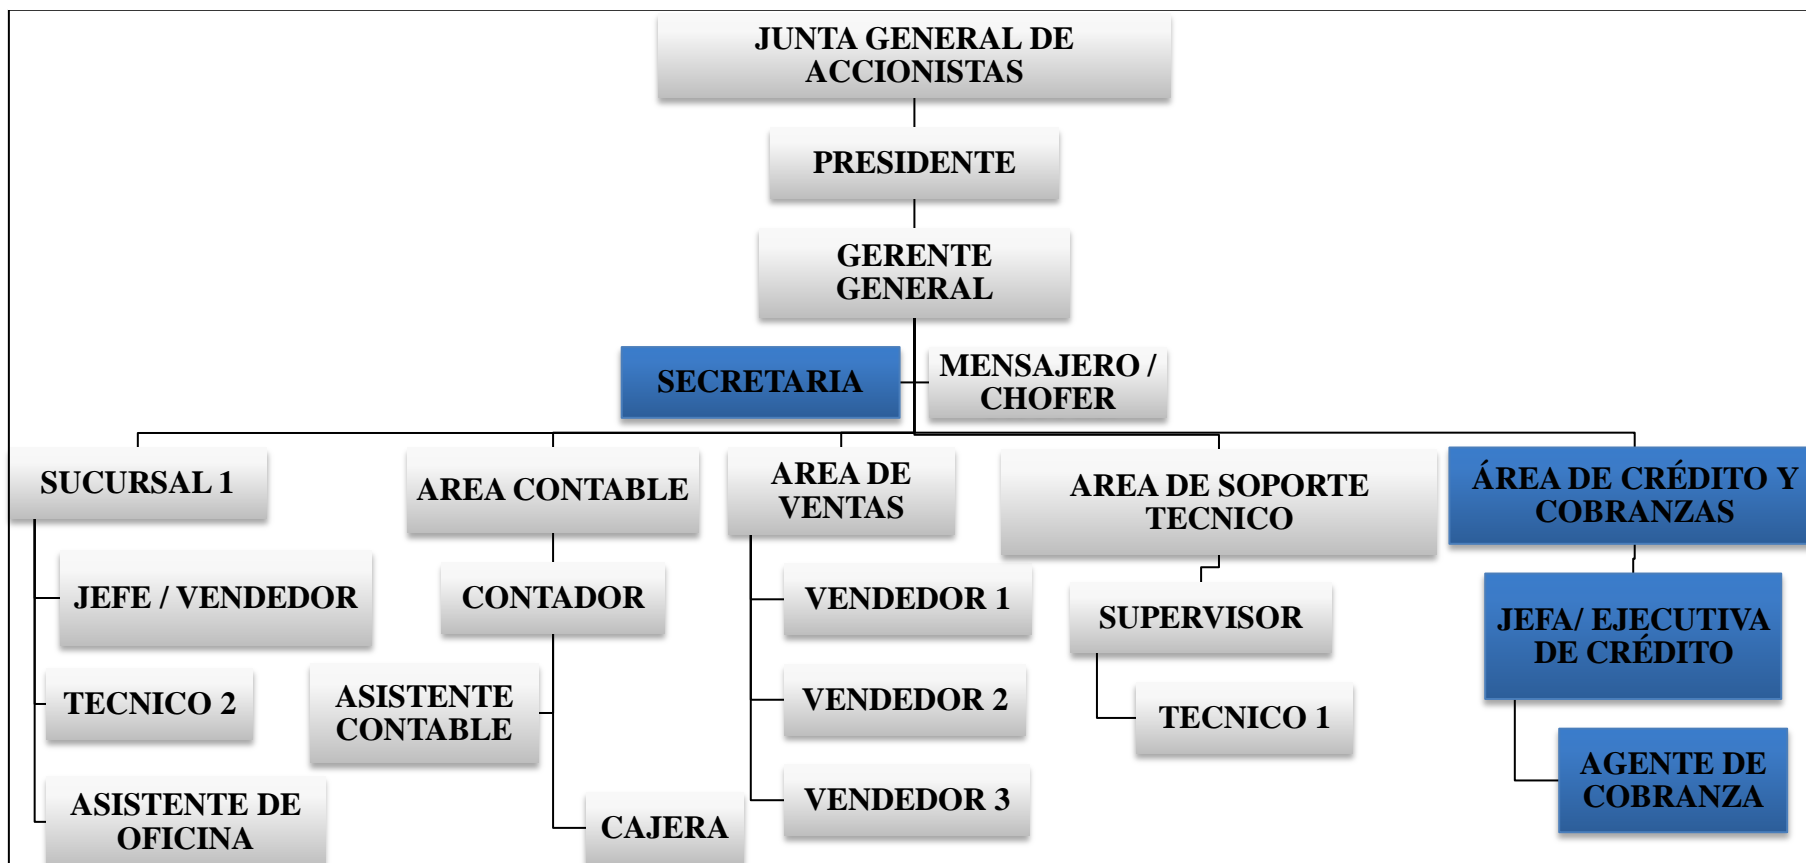 JUNTA GENERAL DE
ACCIONISTAS
PRESIDENTE
GERENTE
GENERAL
SECRETARIA
MENSAJERO /
CHOFER
SUCURSAL 1
AREA CONTABLE
AREA DE
VENTAS
AREA DE SOPORTE
TECNICO
ÁREA DE CRÉDITO Y
COBRANZAS
JEFE / VENDEDOR
CONTADOR
VENDEDOR 1
SUPERVISOR
JEFA/ EJECUTIVA
DE CRÉDITO
TECNICO 2
ASISTENTE
CONTABLE
VENDEDOR 2
TECNICO 1
AGENTE DE
COBRANZA
ASISTENTE DE
OFICINA
CAJERA
VENDEDOR 3